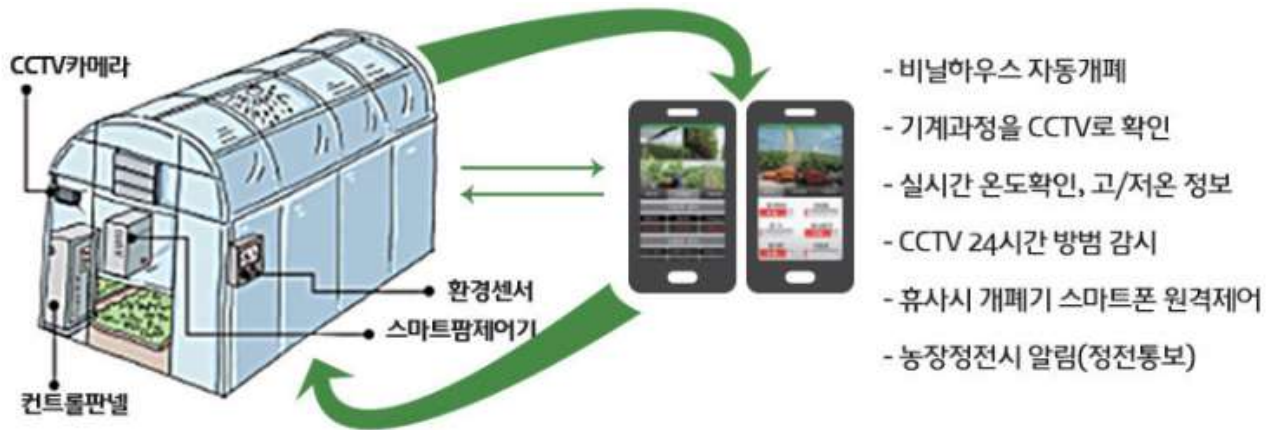 CCTV카메라
환경센서
스마트팜제어기
컨트롤판넬
- 비닐하우스 자동개폐
- 기계과정을 CCTV로 확인
- 실시간 온도확인, 고/저온 정보
- CCTV 24시간 방범 감시
- 휴사시 개폐기 스마트폰 원격제어
- 농장정전시 알림(정전통보)